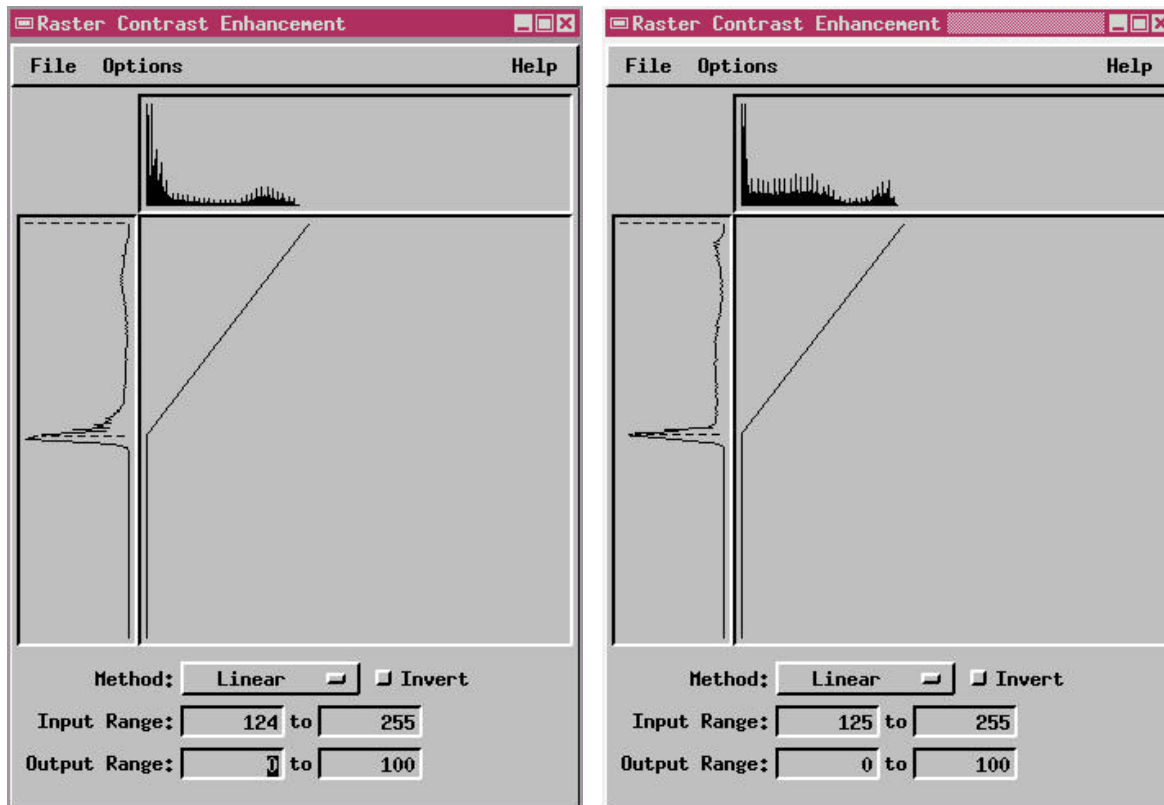 Raster Contrast Enhancement
File Options Help
Method: Linear Invert
Input Range: 124 to 255
Output Range: 0 to 100
Raster Contrast Enhancement
File Options Help
Method: Linear Invert
Input Range: 125 to 255
Output Range: 0 to 100